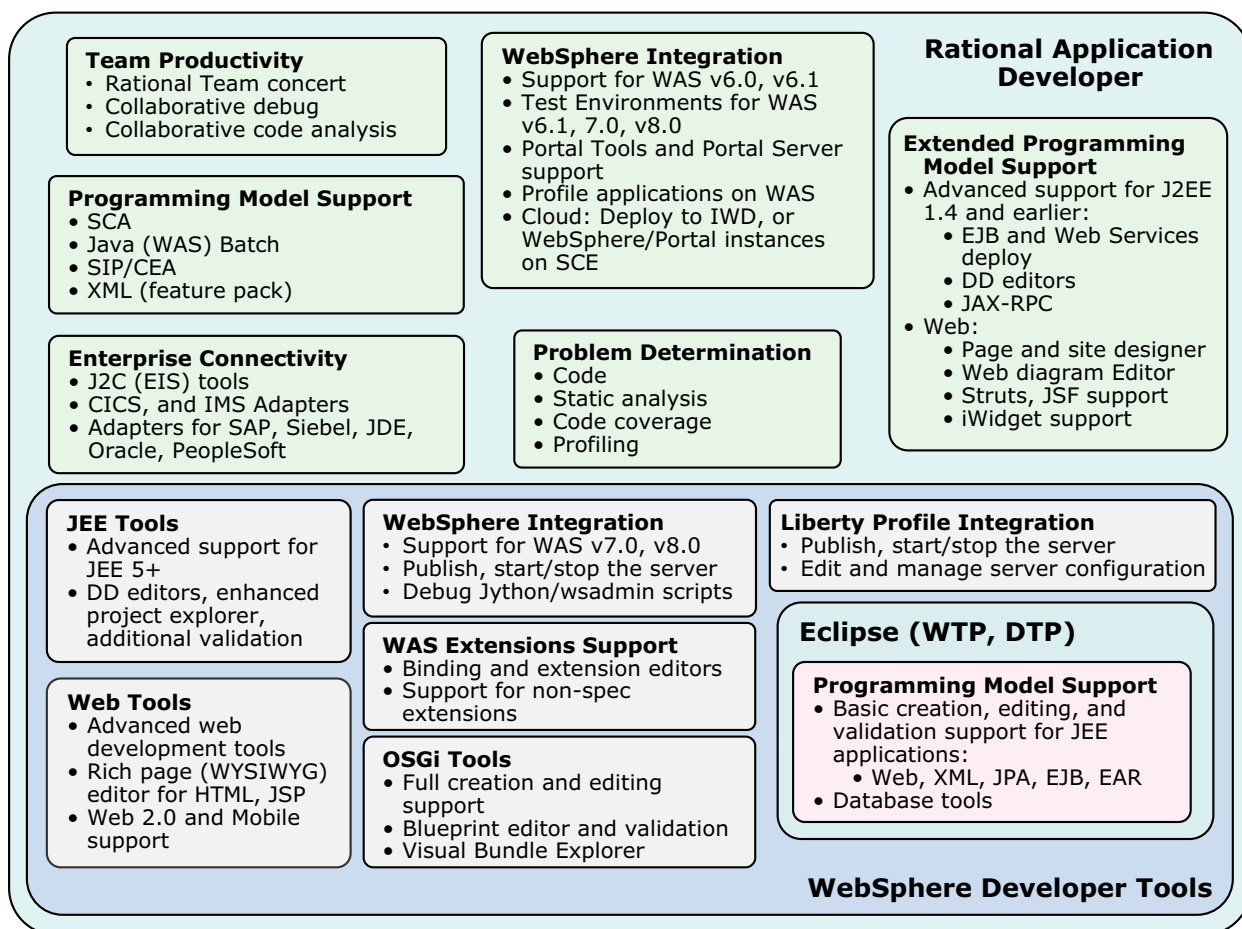 Rational Application
Developer
Team Productivity
• Rational Team concert
• Collaborative debug
• Collaborative code analysis
WebSphere Integration
• Support for WAS v6.0, v6.1
• Test Environments for WAS
v6.1, 7.0, v8.0
• Portal Tools and Portal Server
support
• Profile applications on WAS
• Cloud: Deploy to IWD, or
WebSphere/Portal instances
on SCE
Extended Programming
Model Support
• Advanced support for J2EE
1.4 and earlier:
• EJB and Web Services
deploy
• DD editors
• JAX-RPC
• Web:
• Page and site designer
• Web diagram Editor
• Struts, JSF support
• iWidget support
Programming Model Support
• SCA
• Java (WAS) Batch
• SIP/CEA
• XML (feature pack)
Enterprise Connectivity
• J2C (EIS) tools
• CICS, and IMS Adapters
• Adapters for SAP, Siebel, JDE,
Oracle, PeopleSoft
Problem Determination
• Code
• Static analysis
• Code coverage
• Profiling
JEE Tools
• Advanced support for
JEE 5+
• DD editors, enhanced
project explorer,
additional validation
WebSphere Integration
• Support for WAS v7.0, v8.0
• Publish, start/stop the server
• Debug Jython/wsadmin scripts
Liberty Profile Integration
• Publish, start/stop the server
• Edit and manage server configuration
WAS Extensions Support
• Binding and extension editors
• Support for non-spec
extensions
Eclipse (WTP, DTP)
Programming Model Support
• Basic creation, editing, and
validation support for JEE
applications:
• Web, XML, JPA, EJB, EAR
• Database tools
Web Tools
• Advanced web
development tools
• Rich page (WYSIWYG)
editor for HTML, JSP
• Web 2.0 and Mobile
support
OSGi Tools
• Full creation and editing
support
• Blueprint editor and validation
• Visual Bundle Explorer
WebSphere Developer Tools